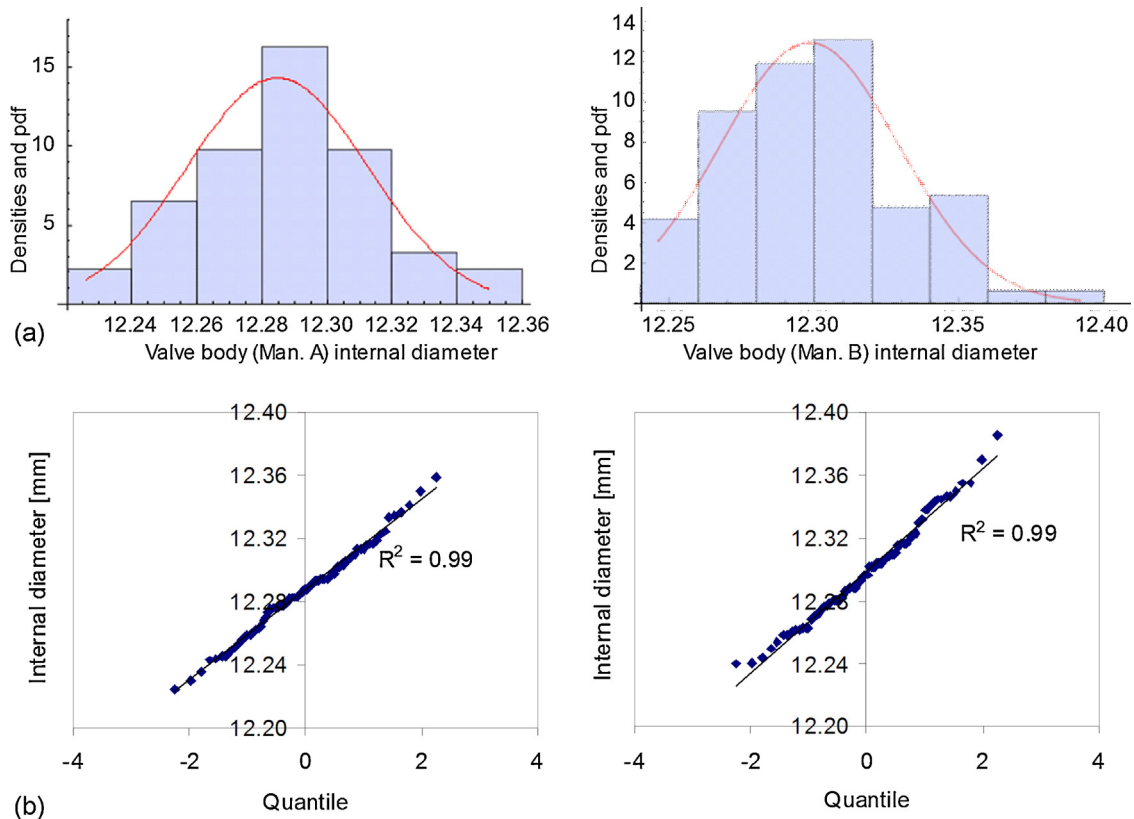 (a)
Densities and pdf
15
10
5
12.24 12.26 12.28 12.30 12.32 12.34 12.36
Valve body (Man. A) internal diameter
Densities and pdf
14
12
10
8
6
4
2
12.25 12.30 12.35 12.40
Valve body (Man. B) internal diameter
(b)
Internal diameter [mm]
12.40
12.36
12.32
12.28
12.24
12.20
R² = 0.99
-4 -2 0 2 4
Quantile
Internal diameter [mm]
12.40
12.36
12.32
12.28
12.24
12.20
R² = 0.99
-4 -2 0 2 4
Quantile